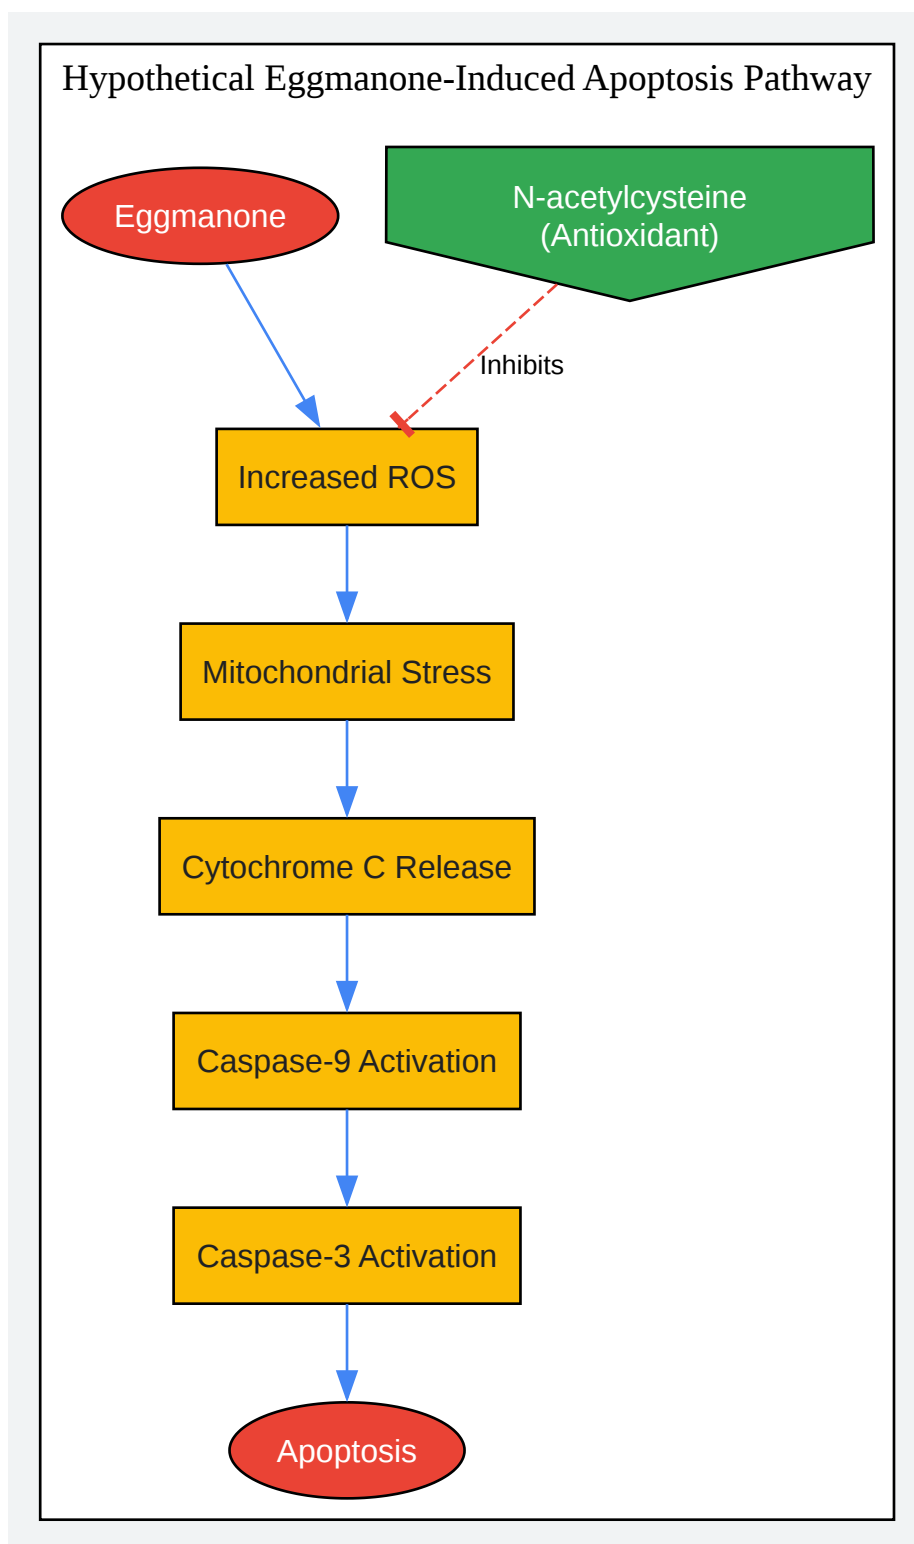 Hypothetical Eggmanone-Induced Apoptosis Pathway
Eggmanone
N-acetylcysteine
(Antioxidant)
Inhibits
Increased ROS
Mitochondrial Stress
Cytochrome C Release
Caspase-9 Activation
Caspase-3 Activation
Apoptosis